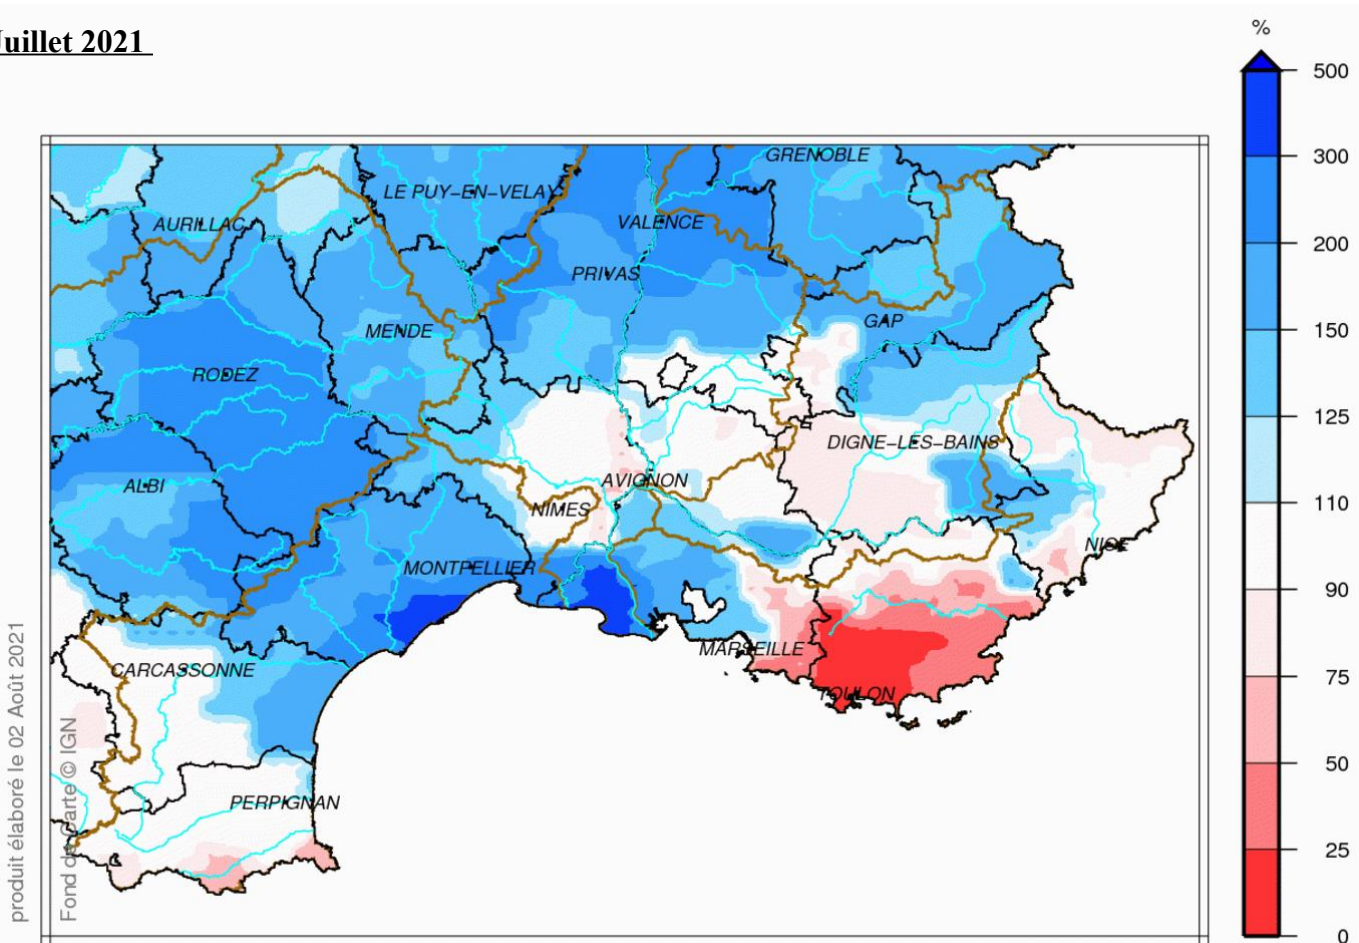 Juillet 2021
%
500
300
200
150
125
110
90
75
50
25
0
GRENOBLE
LE PUY-EN-VELAY
AURILLAC
VALENCE
PRIVAS
MENDE
GAP
RODEZ
DIGNE-LES-BAINS
ALBI
AVIGNON
NIMES
NICE
MONTPELLIER
MARSEILLE
CARCASSONNE
TOULON
PERPIGNAN
produit élaboré le 02 Août 2021
Fond de Carte © IGN